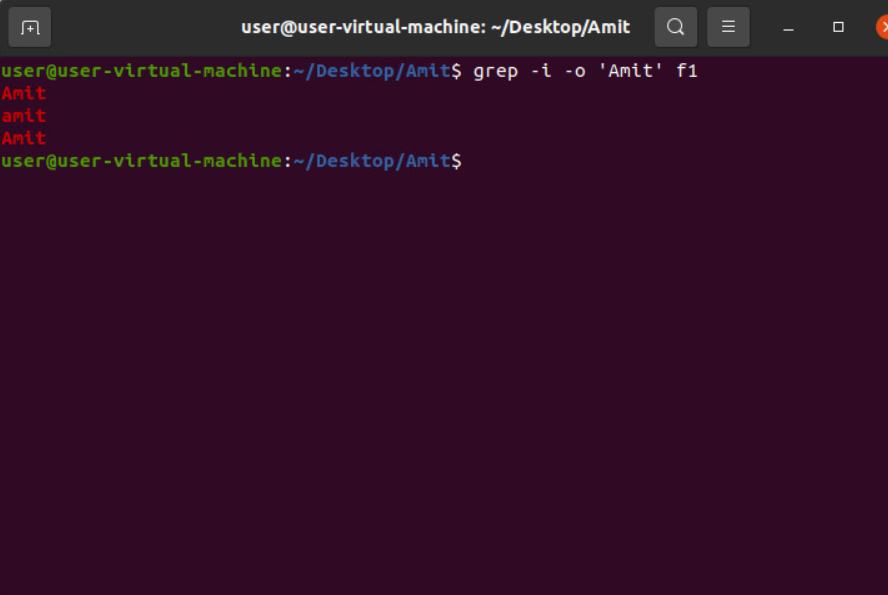 user@user-virtual-machine: ~/Desktop/Amit
user@user-virtual-machine:~/Desktop/Amit$ grep -i -o 'Amit' f1
Amit
amit
Amit
user@user-virtual-machine:~/Desktop/Amit$